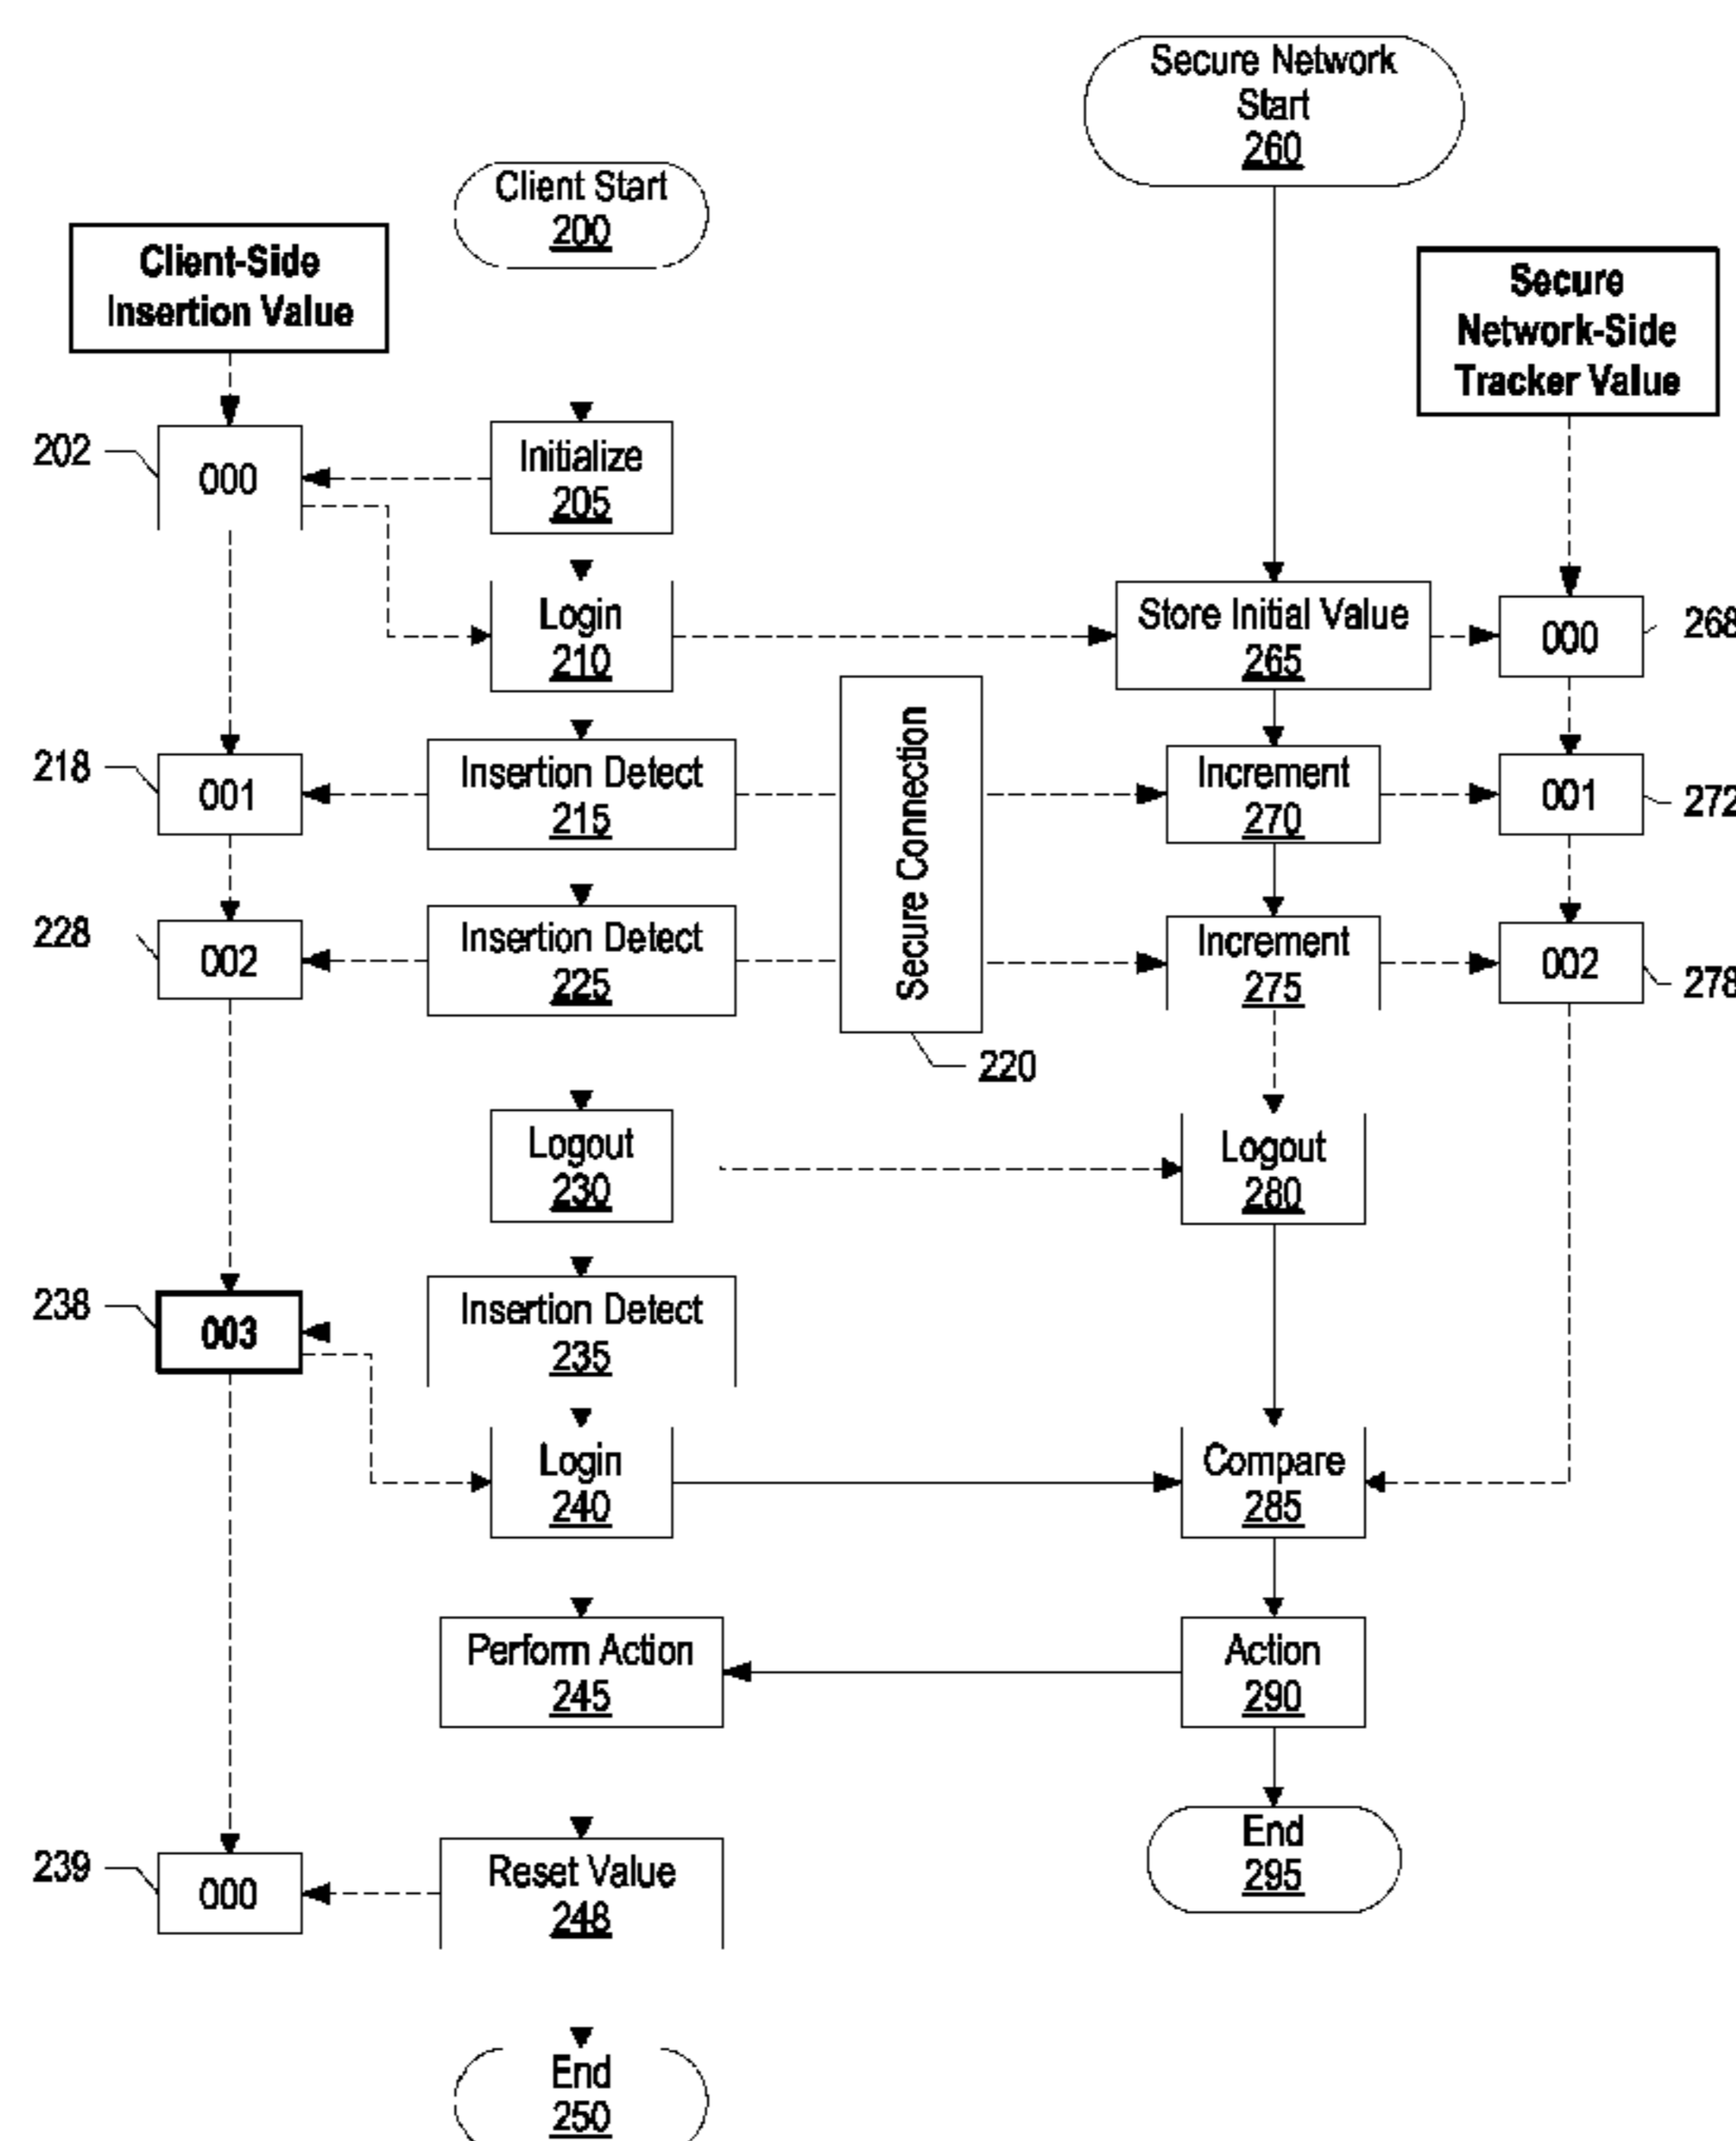 Secure Network
Start
260
Client Start
200
Client-Side
Insertion Value
Secure
Network-Side
Tracker Value
202
000
Initialize
205
Login
210
Store Initial Value
265
000
268
218
001
Insertion Detect
215
Secure Connection
Increment
270
001
272
228
002
Insertion Detect
225
Increment
275
002
278
220
Logout
230
Logout
280
238
003
Insertion Detect
235
Login
240
Compare
285
Perform Action
245
Action
290
239
000
Reset Value
248
End
295
End
250